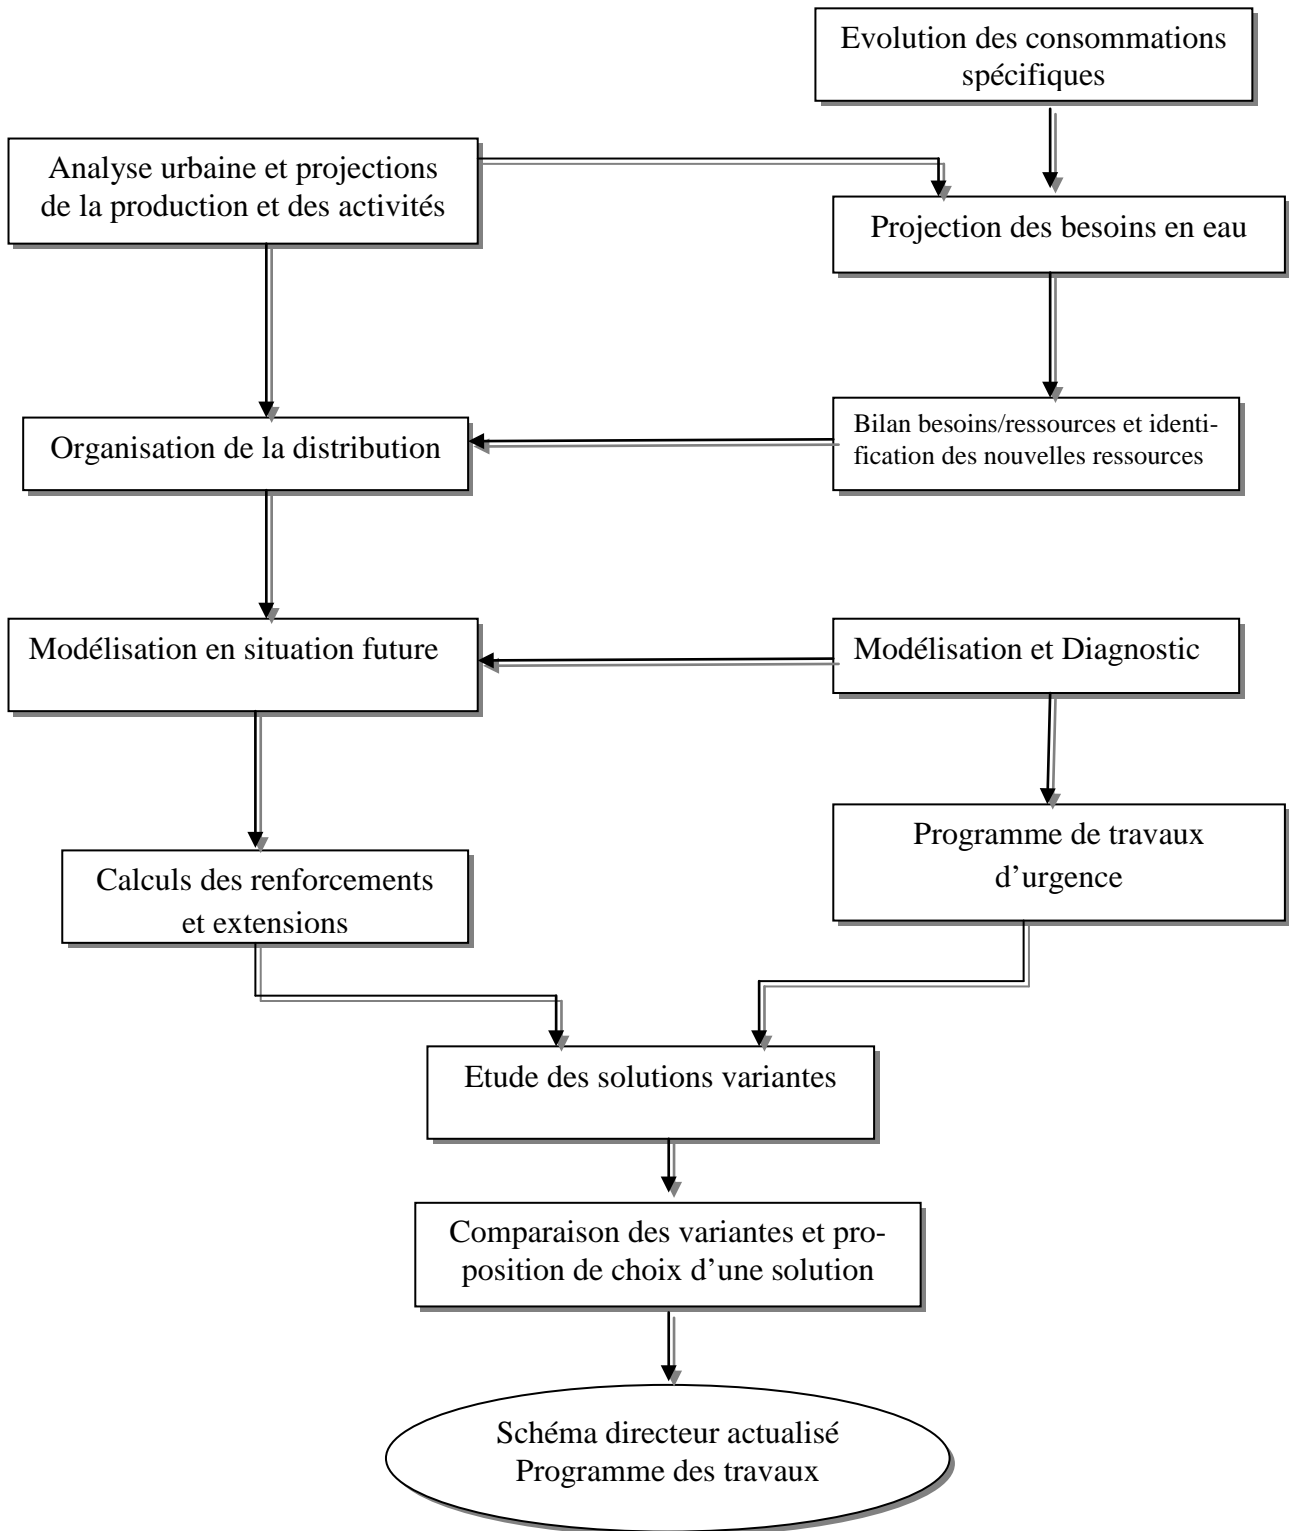 Evolution des consommations
spécifiques
Analyse urbaine et projections
de la production et des activités
Projection des besoins en eau
Organisation de la distribution
Bilan besoins/ressources et identi-
fication des nouvelles ressources
Modélisation en situation future
Modélisation et Diagnostic
Programme de travaux
d’urgence
Calculs des renforcements
et extensions
Etude des solutions variantes
Comparaison des variantes et pro-
position de choix d’une solution
Schéma directeur actualisé
Programme des travaux